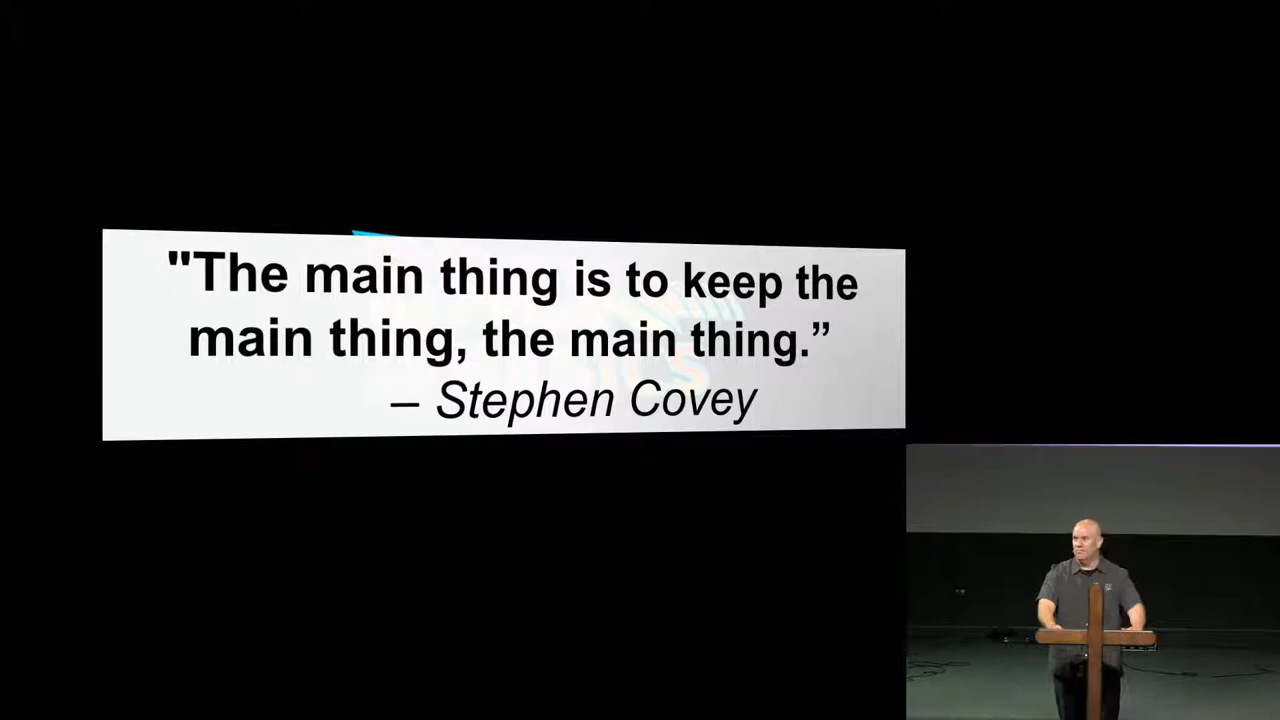 "The main thing is to keep the
main thing, the main thing.”
– Stephen Covey